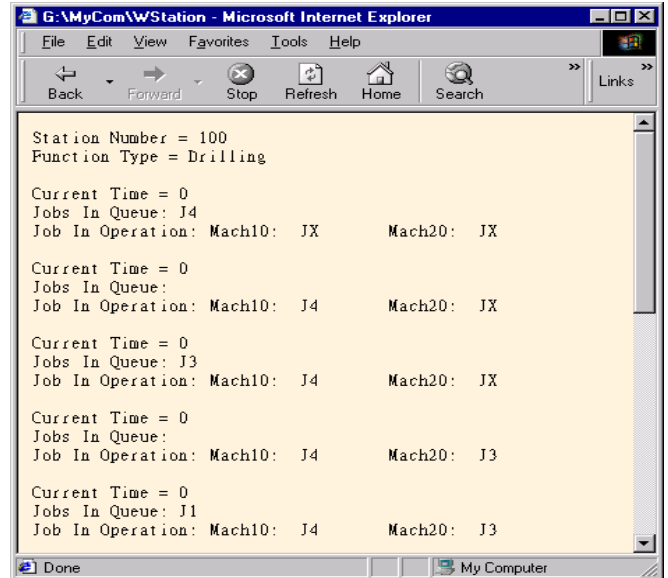 G:\MyCom\WStation - Microsoft Internet Explorer
File Edit View Favorites Tools Help
Back Forward Stop Refresh Home Search » Links »
Station Number = 100
Function Type = Drilling
Current Time = 0
Jobs In Queue: J4
Job In Operation: Mach10: JX Mach20: JX
Current Time = 0
Jobs In Queue:
Job In Operation: Mach10: J4 Mach20: JX
Current Time = 0
Jobs In Queue: J3
Job In Operation: Mach10: J4 Mach20: JX
Current Time = 0
Jobs In Queue:
Job In Operation: Mach10: J4 Mach20: J3
Current Time = 0
Jobs In Queue: J1
Job In Operation: Mach10: J4 Mach20: J3
Done My Computer